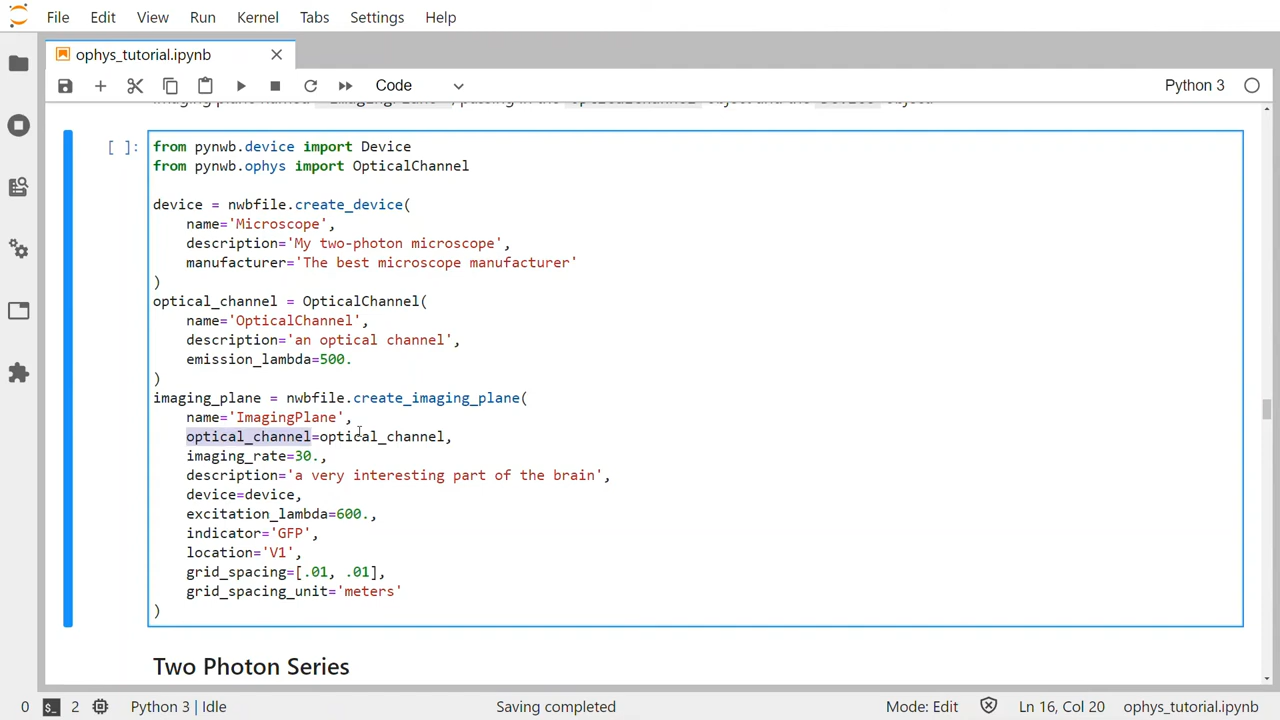 File Edit View Run Kernel Tabs Settings Help
ophys_tutorial.ipynb
Code
Python 3
[ ]:
from pynwb.device import Device
from pynwb.ophys import OpticalChannel
device = nwbfile.create_device(
name='Microscope',
description='My two-photon microscope',
manufacturer='The best microscope manufacturer'
)
optical_channel = OpticalChannel(
name='OpticalChannel',
description='an optical channel',
emission_lambda=500.
)
imaging_plane = nwbfile.create_imaging_plane(
name='ImagingPlane',
optical_channel=optical_channel,
imaging_rate=30.,
description='a very interesting part of the brain',
device=device,
excitation_lambda=600.,
indicator='GFP',
location='V1',
grid_spacing=[.01, .01],
grid_spacing_unit='meters'
)
Two Photon Series
0 $_ 2 Python 3 | Idle Saving completed Mode: Edit Ln 16, Col 20 ophys_tutorial.ipynb